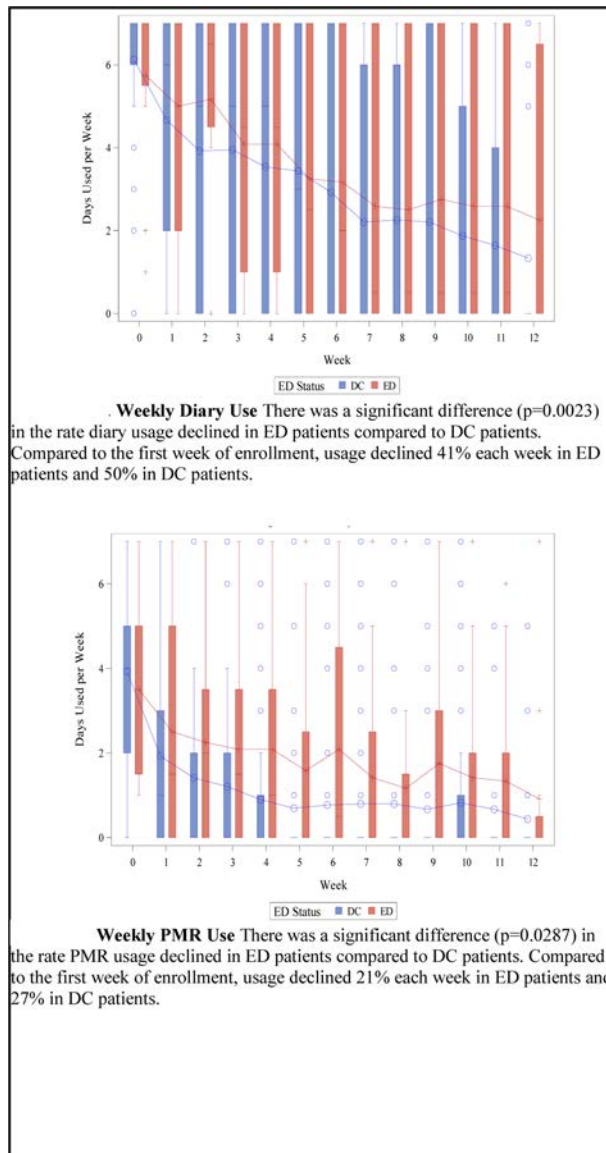 6
4
2
0
Days Used per Week
0 1 2 3 4 5 6 7 8 9 10 11 12
Week
ED Status DC ED
. Weekly Diary Use There was a significant difference (p=0.0023)
in the rate diary usage declined in ED patients compared to DC patients.
Compared to the first week of enrollment, usage declined 41% each week in ED
patients and 50% in DC patients.
6
4
2
0
Days Used per Week
0 1 2 3 4 5 6 7 8 9 10 11 12
Week
ED Status DC ED
Weekly PMR Use There was a significant difference (p=0.0287) in
the rate PMR usage declined in ED patients compared to DC patients. Compared
to the first week of enrollment, usage declined 21% each week in ED patients and
27% in DC patients.